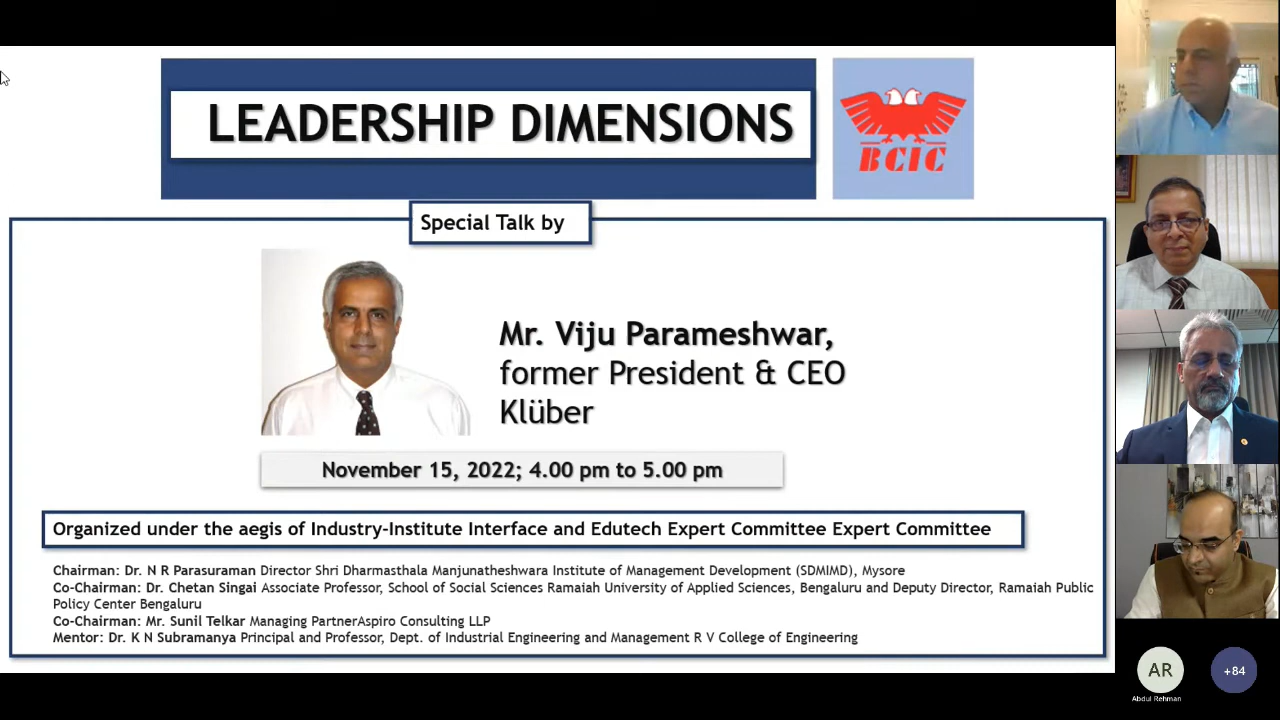 LEADERSHIP DIMENSIONS
BCIC
Special Talk by
Mr. Viju Parameshwar,
former President & CEO
Klüber
November 15, 2022; 4.00 pm to 5.00 pm
Organized under the aegis of Industry-Institute Interface and Edutech Expert Committee Expert Committee
Chairman: Dr. N R Parasuraman Director Shri Dharmasthala Manjunatheshwara Institute of Management Development (SDMIMD), Mysore
Co-Chairman: Dr. Chetan Singai Associate Professor, School of Social Sciences Ramaiah University of Applied Sciences, Bengaluru and Deputy Director, Ramaiah Public
Policy Center Bengaluru
Co-Chairman: Mr. Sunil Telkar Managing PartnerAspiro Consulting LLP
Mentor: Dr. K N Subramanya Principal and Professor, Dept. of Industrial Engineering and Management R V College of Engineering
AR
Abdul Rehman
+84